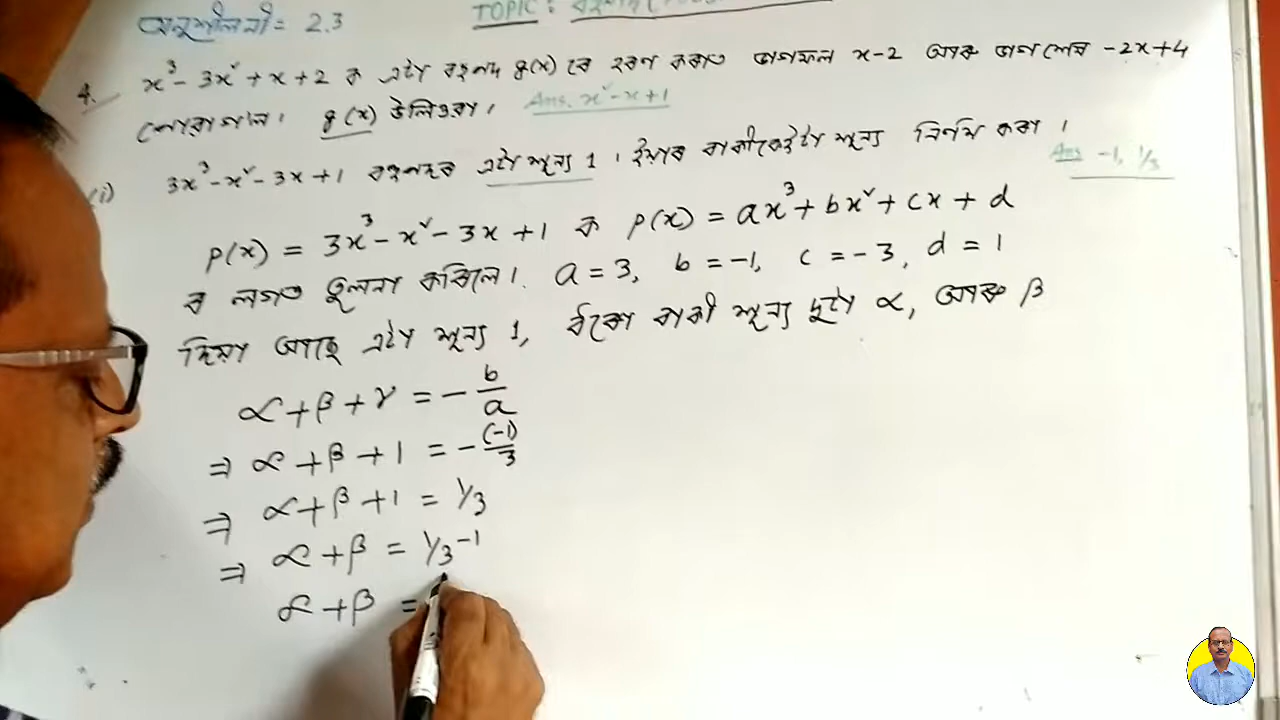 অনুশীলনী = 2.3
TOPIC:
4. x³ - 3x² + x + 2 ক এটা বহুপদ g(x) ৰে হৰণ কৰাত ভাগফল x-2 আৰু ভাগশেষ -2x+4
পোৱা গ'ল। g(x) উলিওৱা। Ans. x² - x + 1
(i) 3x³ - x² - 3x + 1 বহুপদৰ এটা শূন্য 1। ইয়াৰ বাকীকেইটা শূন্য নিৰ্ণয় কৰা। Ans -1, 1/3
p(x) = 3x³ - x² - 3x + 1 ক p(x) = ax³ + bx² + cx + d
ৰ লগত তুলনা কৰিলে। a = 3, b = -1, c = -3, d = 1
দিয়া আছে এটা শূন্য 1, বাকী শূন্য দুটা α, আৰু β
α + β + γ = - b/a
⇒ α + β + 1 = - (-1)/3
⇒ α + β + 1 = 1/3
⇒ α + β = 1/3 - 1
α + β =